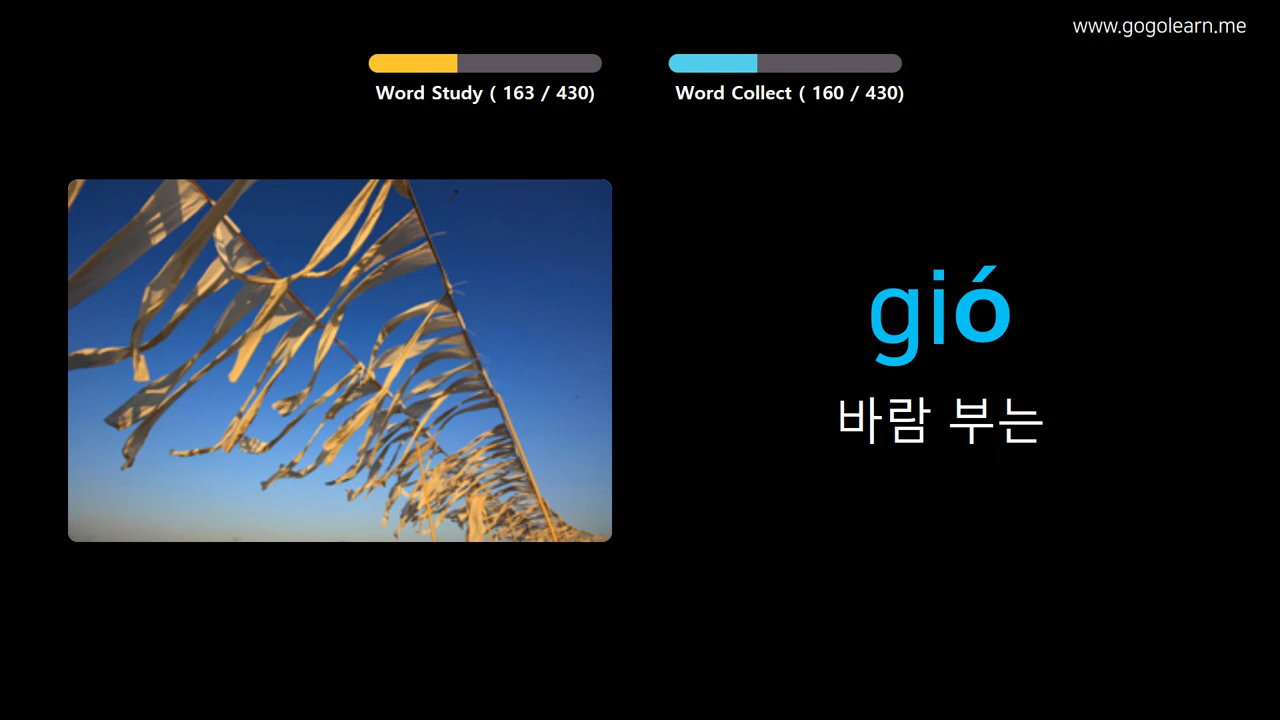 www.gogolearn.me
Word Study ( 163 / 430)
Word Collect ( 160 / 430)
gió
바람 부는